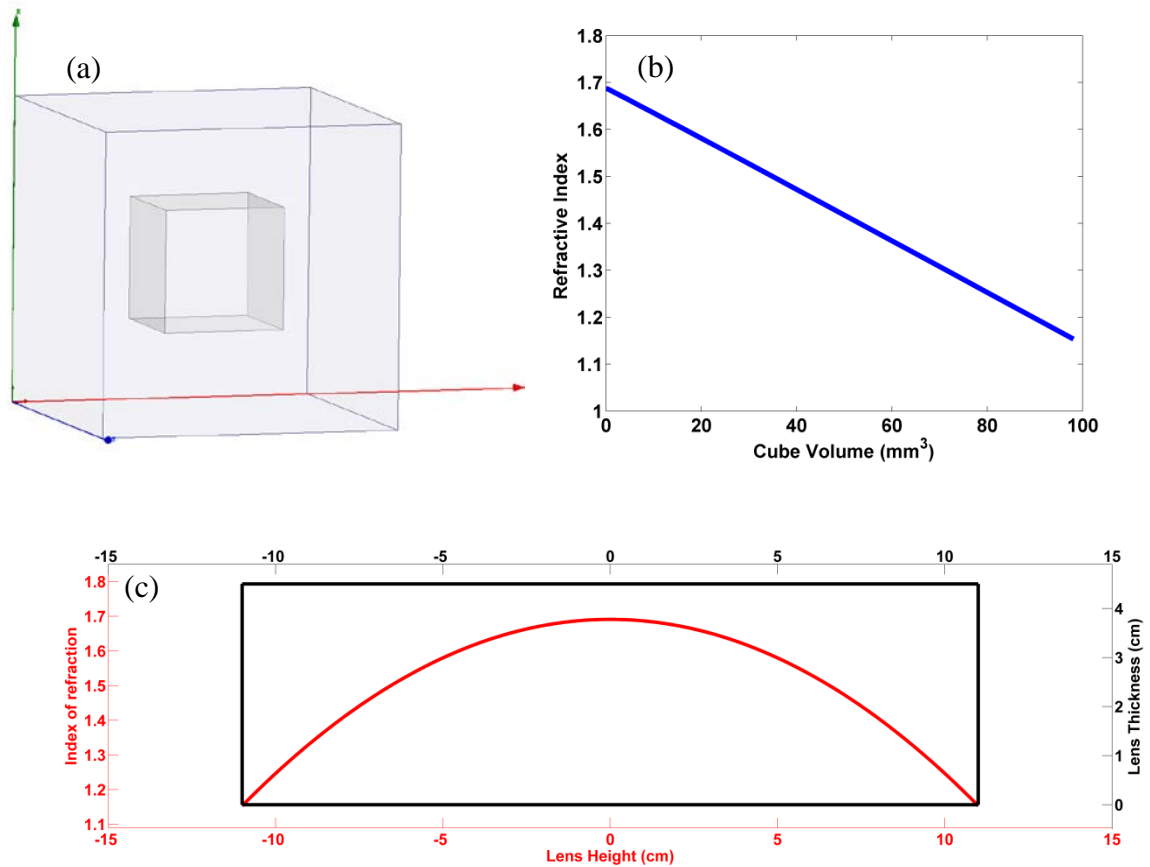 (a)
(b)
1.8
1.7
1.6
1.5
1.4
1.3
1.2
1.1
1
Refractive Index
0 20 40 60 80 100
Cube Volume (mm³)
-15 -10 -5 0 5 10 15
(c)
1.8
1.7
1.6
1.5
1.4
1.3
1.2
1.1
Index of refraction
4
3
2
1
0
Lens Thickness (cm)
-15 -10 -5 0 5 10 15
Lens Height (cm)